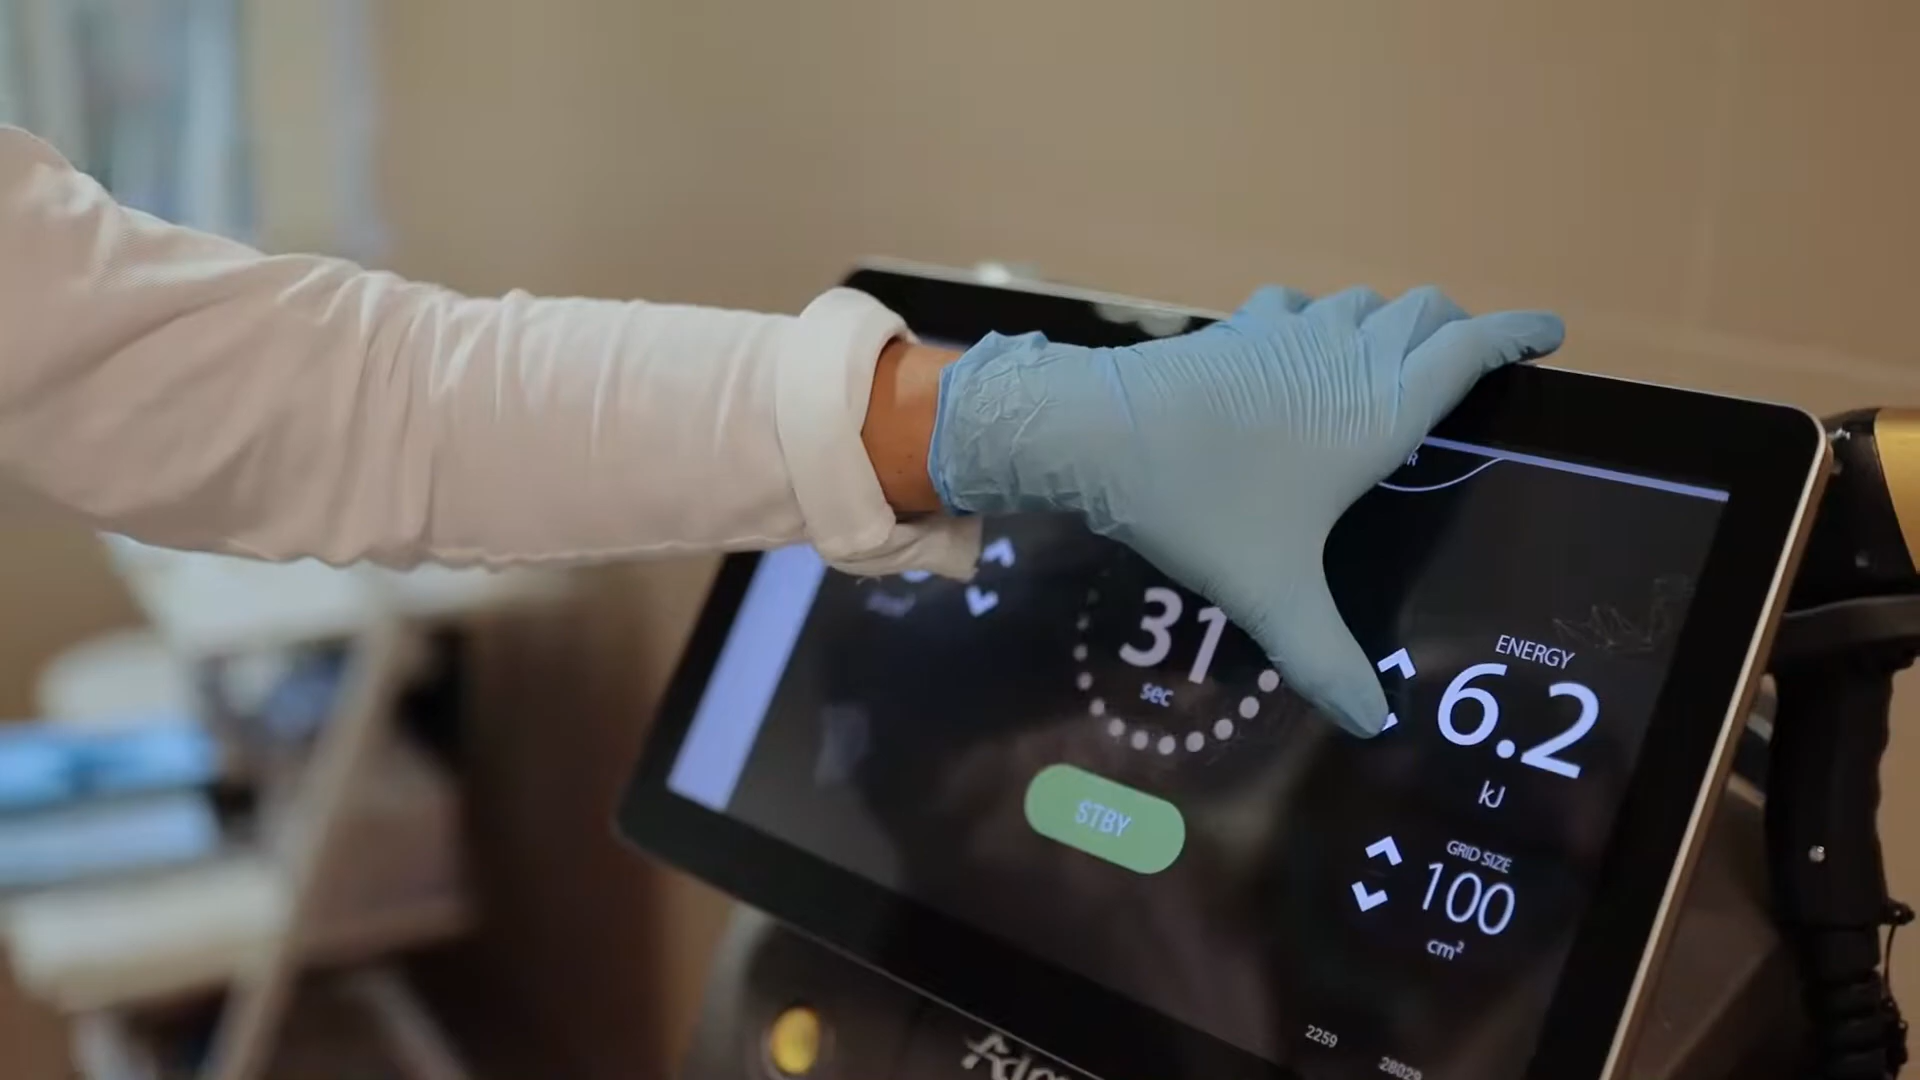 31
sec
STBY
ENERGY
6.2
kJ
GRID SIZE
100
cm²
2259
28029